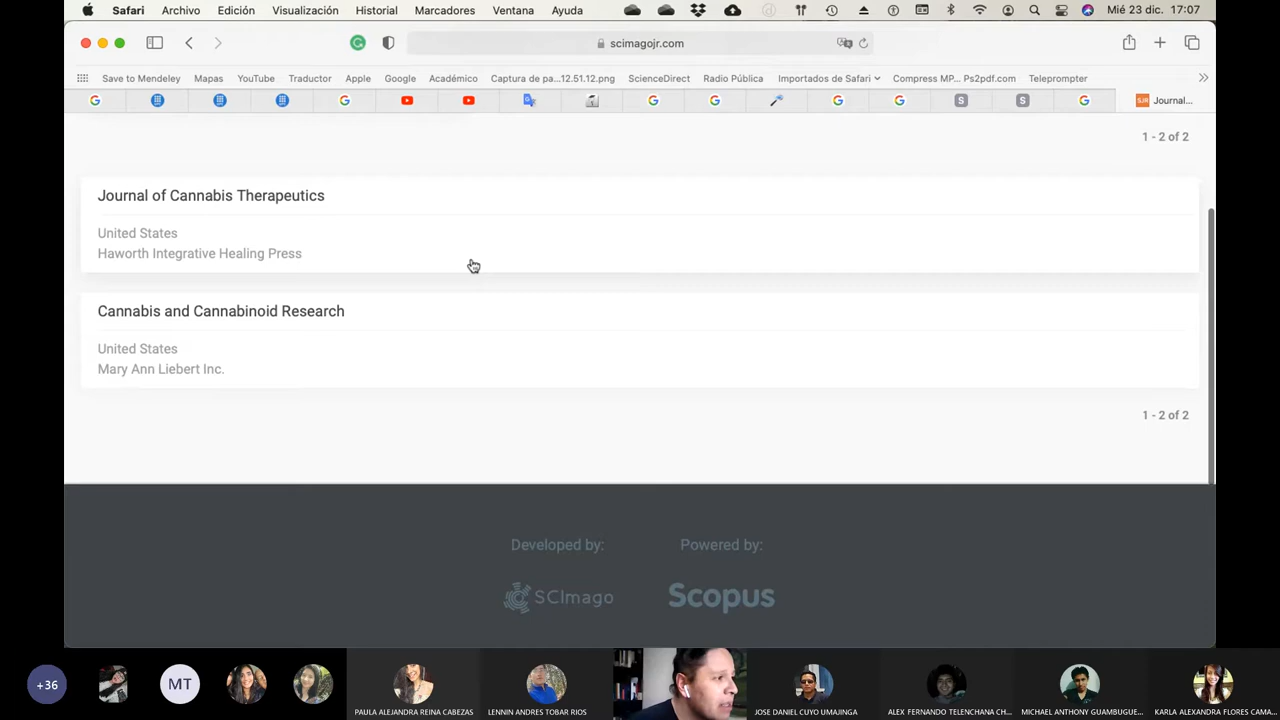 Safari Archivo Edición Visualización Historial Marcadores Ventana Ayuda Mié 23 dic. 17:07
scimagojr.com
Save to Mendeley Mapas YouTube Traductor Apple Google Académico Captura de pa...12.51.12.png ScienceDirect Radio Pública Importados de Safari Compress MP... Ps2pdf.com Teleprompter
S S SJR Journal...
1 - 2 of 2
Journal of Cannabis Therapeutics
United States
Haworth Integrative Healing Press
Cannabis and Cannabinoid Research
United States
Mary Ann Liebert Inc.
1 - 2 of 2
Developed by: Powered by:
SCImago Scopus
+36 MT
PAULA ALEJANDRA REINA CABEZAS LENNIN ANDRES TOBAR RIOS JOSE DANIEL CUYO UMAJINGA ALEX FERNANDO TELENCHANA CH... MICHAEL ANTHONY GUAMBUGUE... KARLA ALEXANDRA FLORES CAMA...